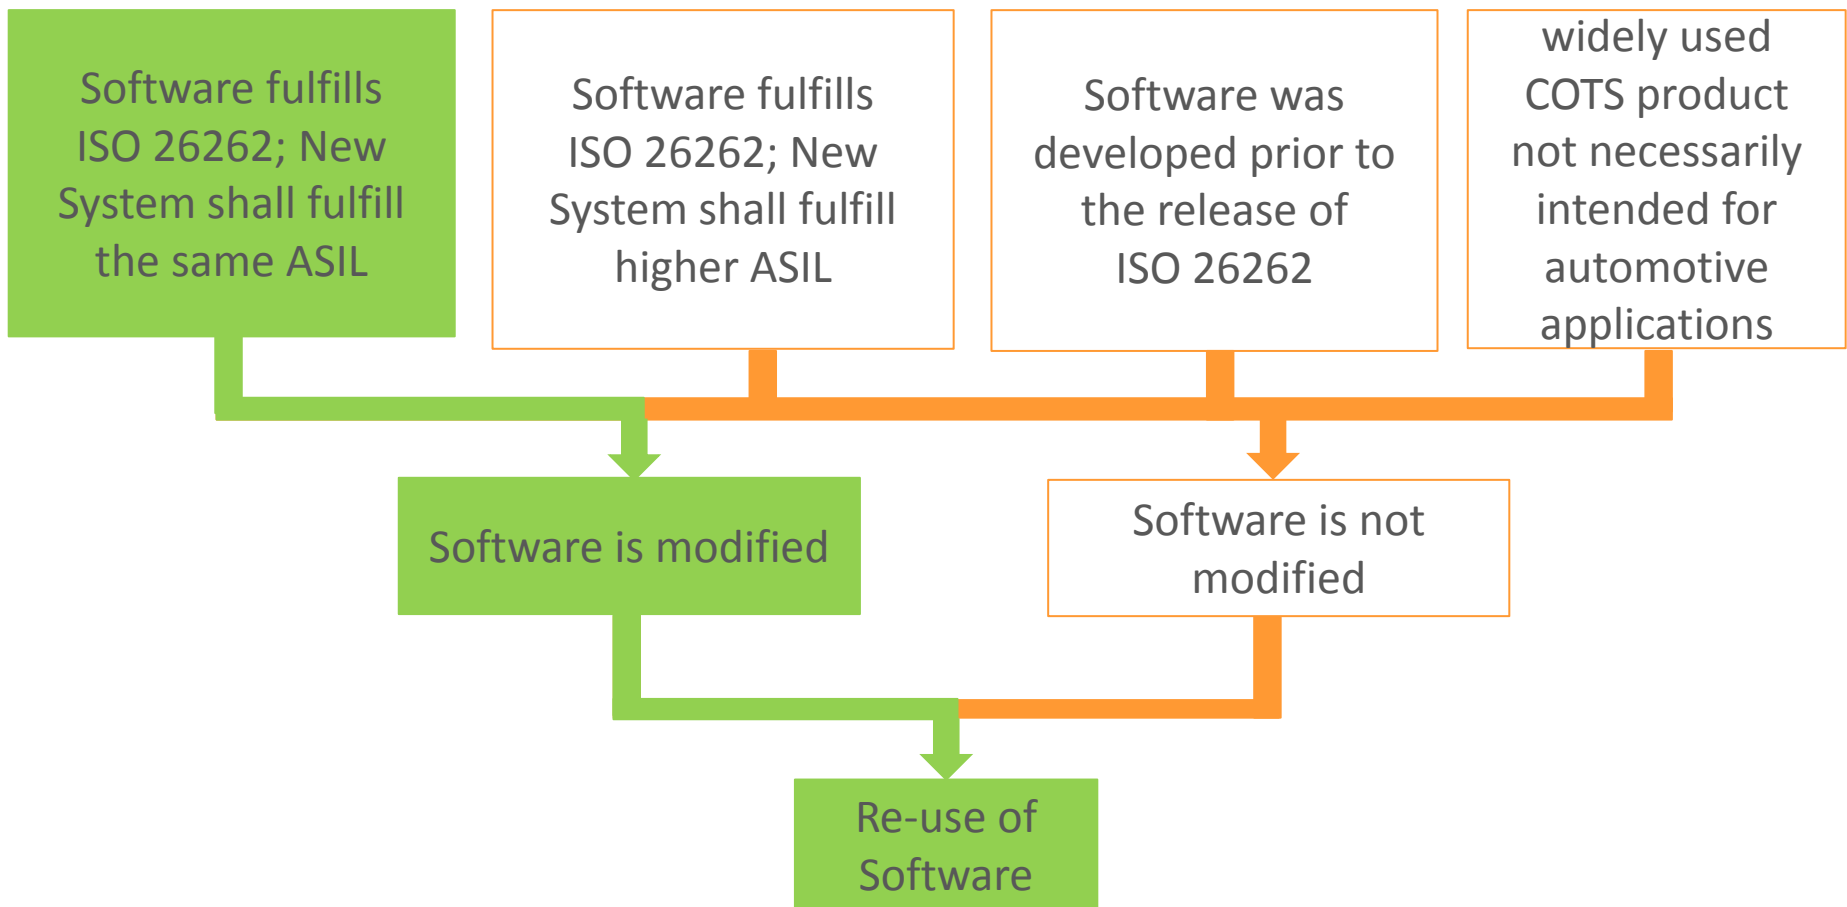 Software fulfills
ISO 26262; New
System shall fulfill
the same ASIL
Software fulfills
ISO 26262; New
System shall fulfill
higher ASIL
Software was
developed prior to
the release of
ISO 26262
widely used
COTS product
not necessarily
intended for
automotive
applications
Software is modified
Software is not
modified
Re-use of
Software